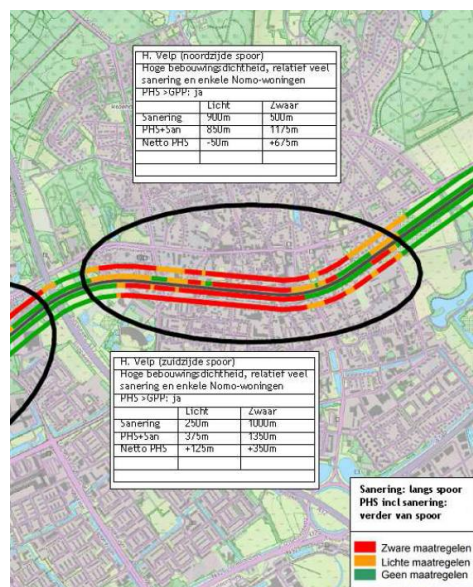 H. Velp (noordzijde spoor)
Hoge bebouwingsdichtheid, relatief veel
sanering en enkele Nomo-woningen
PHS >GPP: ja
Licht Zwaar
Sanering 900m 500m
PHS+San 850m 1175m
Netto PHS -50m +675m
H. Velp (zuidzijde spoor)
Hoge bebouwingsdichtheid, relatief veel
sanering en enkele Nomo-woningen
PHS >GPP: ja
Licht Zwaar
Sanering 250m 1000m
PHS+San 375m 1350m
Netto PHS +125m +350m
Sanering: langs spoor
PHS incl sanering:
verder van spoor
Zware maatregelen
Lichte maatregelen
Geen maatregelen